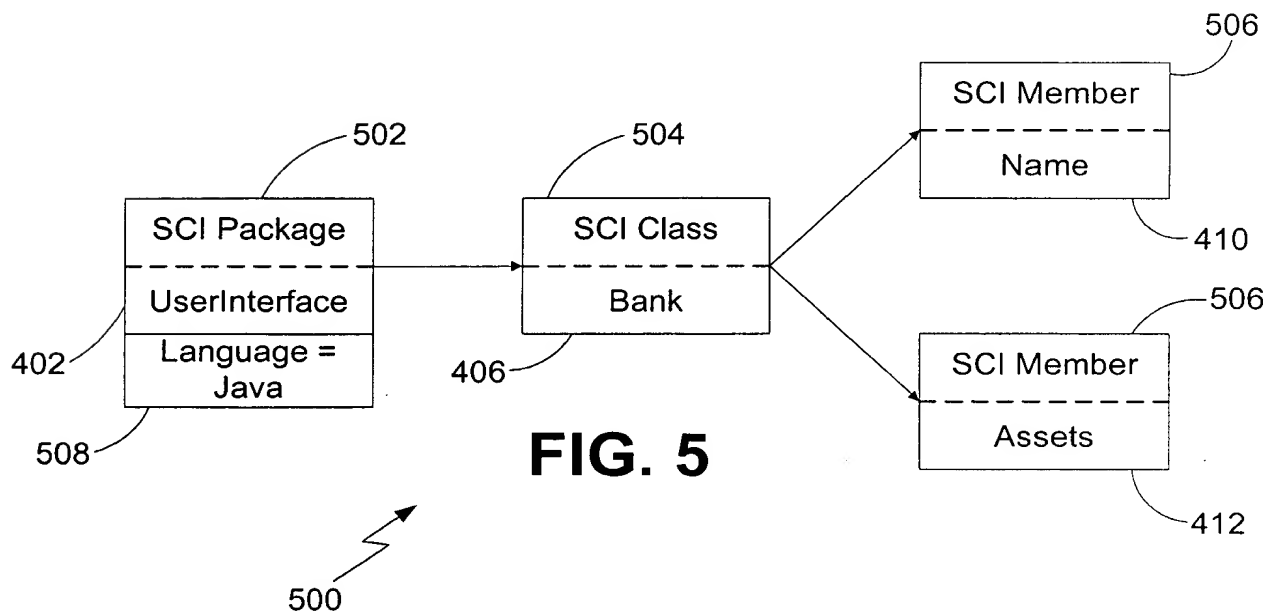 506
SCI Member
Name
410
502
504
SCI Package
UserInterface
Language =
Java
402
508
SCI Class
Bank
406
506
SCI Member
Assets
412
FIG. 5
500